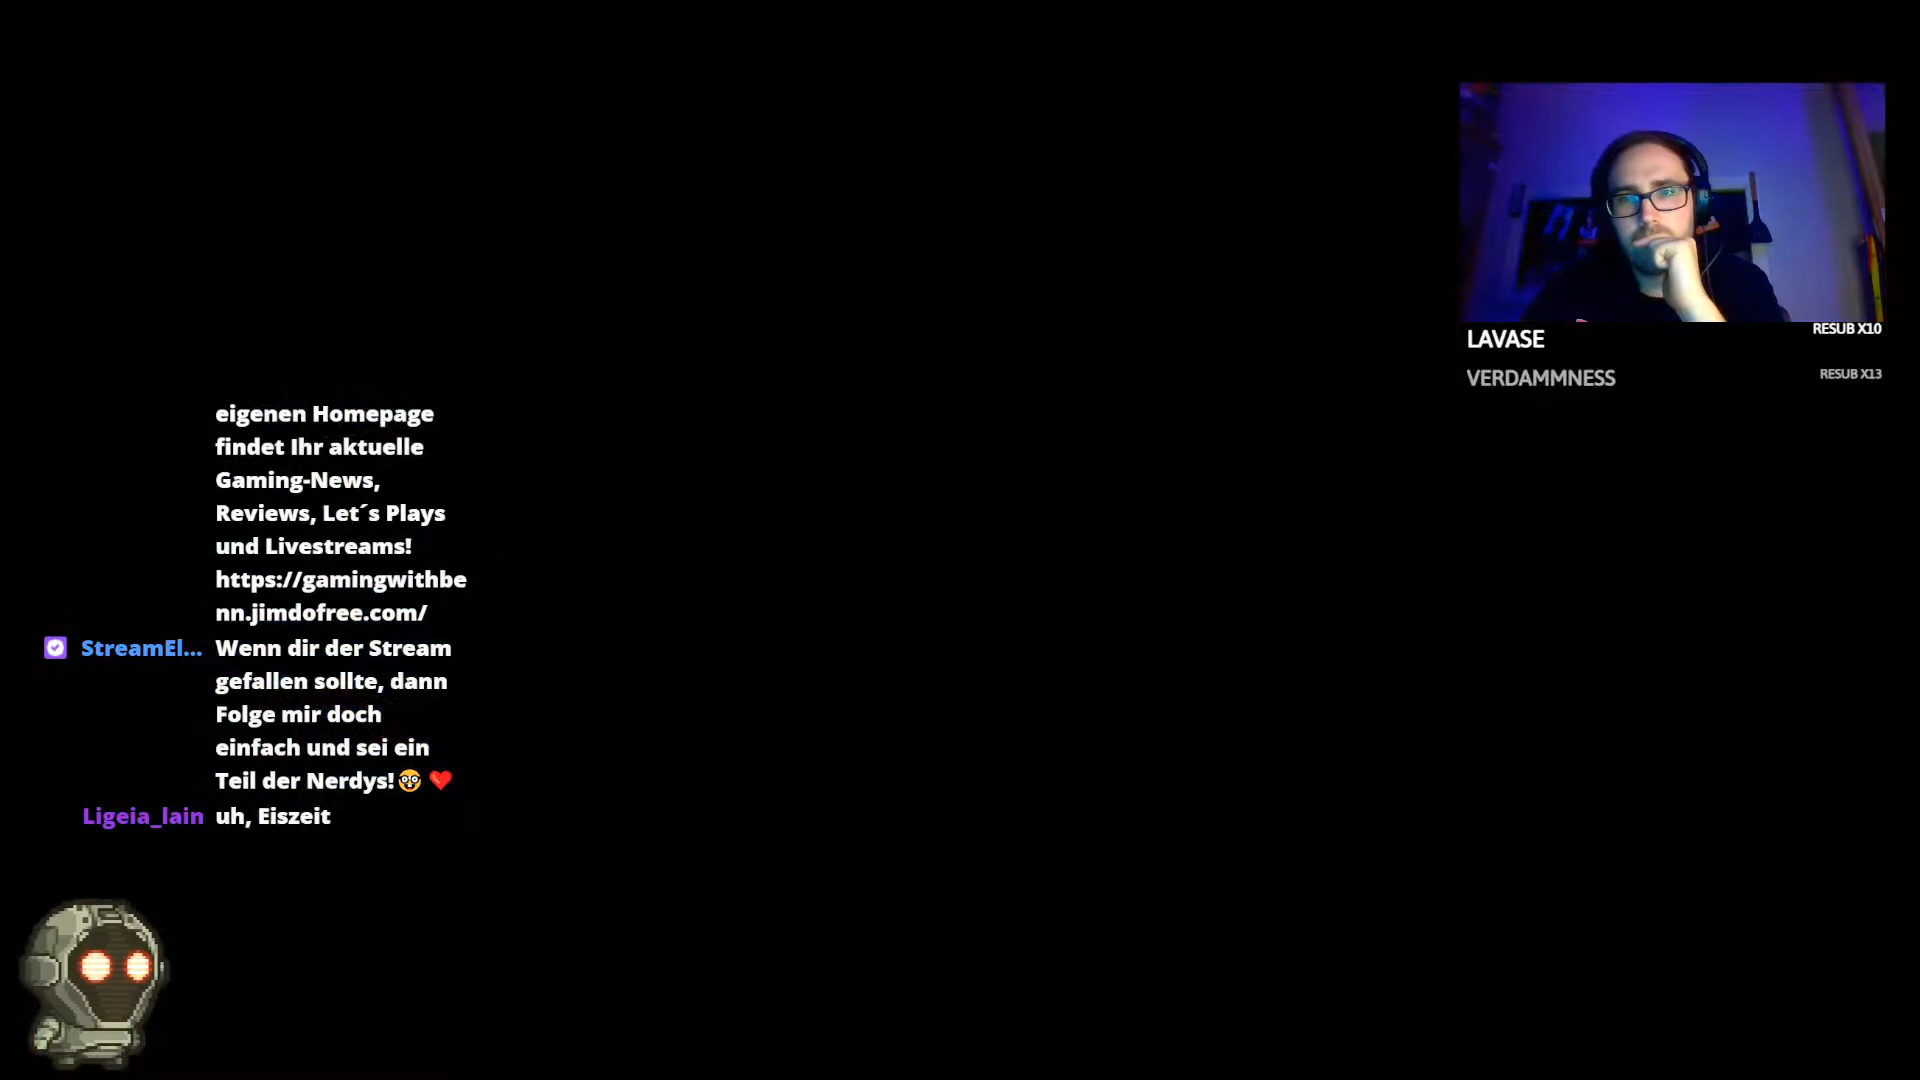 LAVASE
RESUB X10
VERDAMMNESS
RESUB X13
eigenen Homepage
findet Ihr aktuelle
Gaming-News,
Reviews, Let´s Plays
und Livestreams!
https://gamingwithbe
nn.jimdofree.com/
StreamEl... Wenn dir der Stream
gefallen sollte, dann
Folge mir doch
einfach und sei ein
Teil der Nerdys!🤓 ❤️
Ligeia_lain uh, Eiszeit